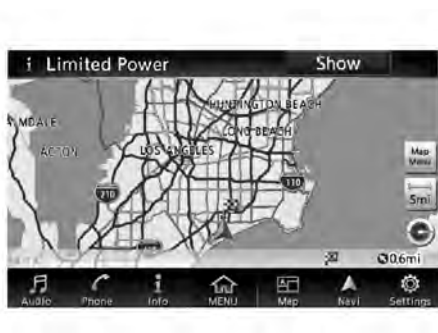 i Limited Power Show
HUNTINGTON BEACH
LONG BEACH
MDALE
ACTON
LOS ANGELES
Map
Menu
5mi
210
110
0.6mi
Audio Phone Info MENU Map Navi Settings